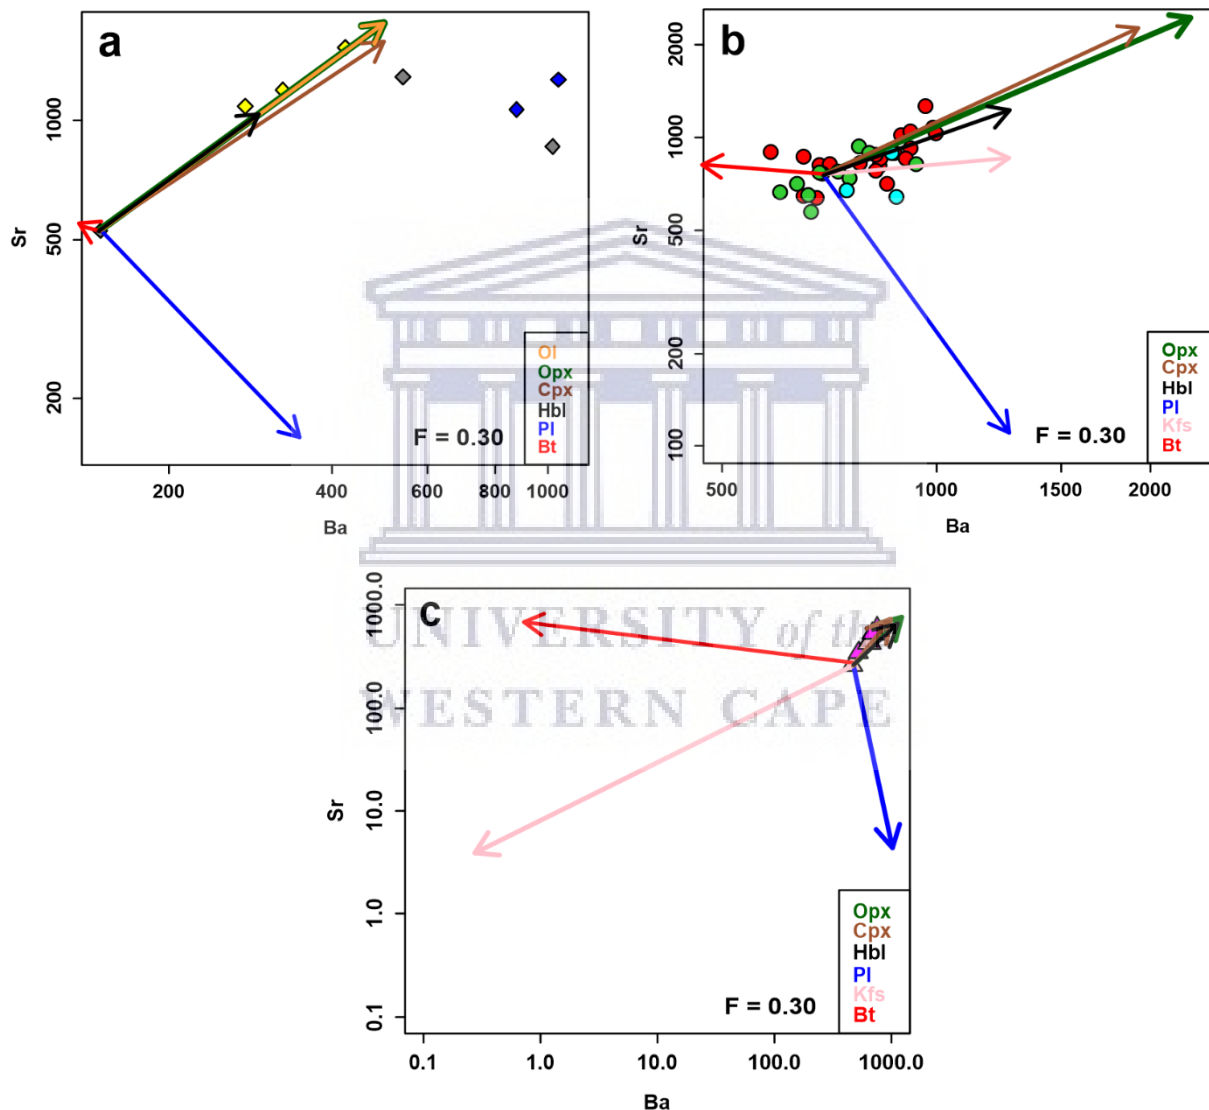 a
Sr
1000
500
200
Ol
Opx
Cpx
Hbl
Pl
Bt
F = 0.30
200
400
600
800
1000
Ba
b
Sr
2000
1000
500
200
100
Opx
Cpx
Hbl
Pl
Kfs
Bt
F = 0.30
500
1000
1500
2000
Ba
c
UNIVERSITY of the
WESTERN CAPE
Sr
1000.0
100.0
10.0
1.0
0.1
Opx
Cpx
Hbl
Pl
Kfs
Bt
F = 0.30
0.1
1.0
10.0
100.0
1000.0
Ba